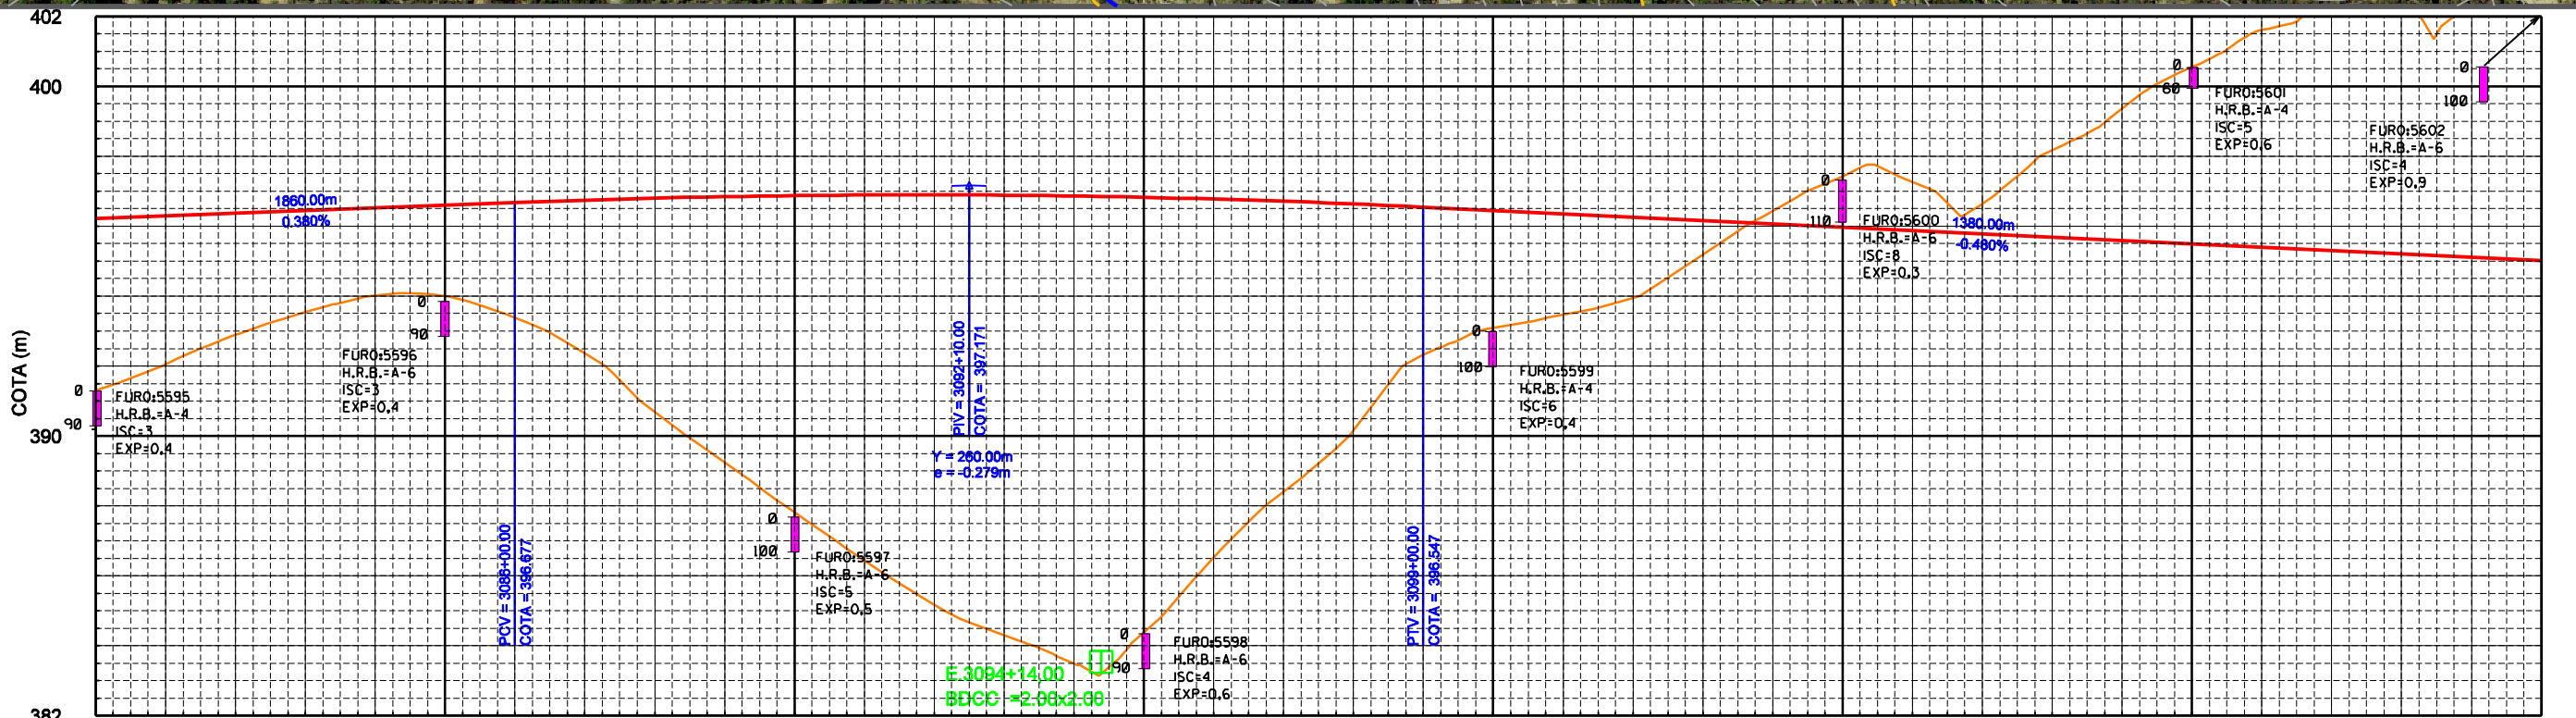 402
400
390
382
COTA (m)
1860.00m
0.380%
0
90
FURO:5595
H.R.B.=A-4
ISC=3
EXP=0,4
0
90
FURO:5596
H.R.B.=A-6
ISC=3
EXP=0,4
PCV = 3086+00.00
COTA = 396.677
0
100
FURO:5597
H.R.B.=A-6
ISC=5
EXP=0,5
PIV = 3092+10.00
COTA = 397.171
Y = 260.00m
e = -0.279m
E.3094+14,00
BDCC =2.00x2.00
0
90
FURO:5598
H.R.B.=A-6
ISC=4
EXP=0,6
PTV = 3099+00.00
COTA = 396.547
0
100
FURO:5599
H.R.B.=A-4
ISC=6
EXP=0,4
0
110
FURO:5600
H.R.B.=A-6
ISC=8
EXP=0,3
1380.00m
-0.480%
0
60
FURO:5601
H.R.B.=A-4
ISC=5
EXP=0,6
0
100
FURO:5602
H.R.B.=A-6
ISC=4
EXP=0,9